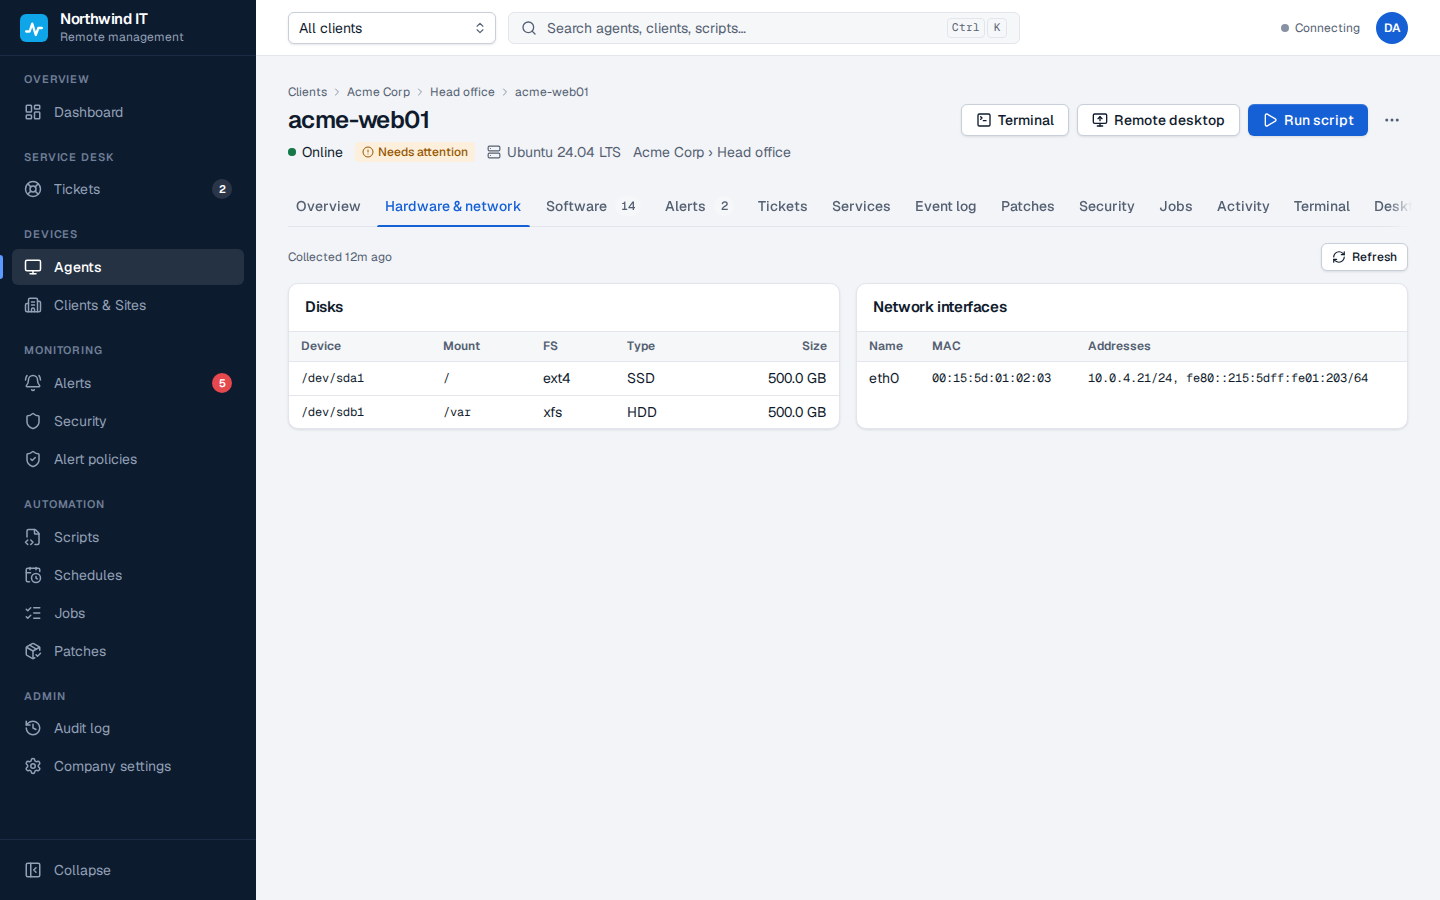 Northwind IT
Remote management
OVERVIEW
Dashboard
SERVICE DESK
Tickets 2
DEVICES
Agents
Clients & Sites
MONITORING
Alerts 5
Security
Alert policies
AUTOMATION
Scripts
Schedules
Jobs
Patches
ADMIN
Audit log
Company settings
Collapse
All clients
Search agents, clients, scripts... Ctrl K
Connecting
DA
Clients › Acme Corp › Head office › acme-web01
acme-web01
Terminal Remote desktop Run script
Online Needs attention Ubuntu 24.04 LTS Acme Corp › Head office
Overview Hardware & network Software 14 Alerts 2 Tickets Services Event log Patches Security Jobs Activity Terminal Desk
Collected 12m ago
Refresh
Disks
Device Mount FS Type Size
/dev/sda1 / ext4 SSD 500.0 GB
/dev/sdb1 /var xfs HDD 500.0 GB
Network interfaces
Name MAC Addresses
eth0 00:15:5d:01:02:03 10.0.4.21/24, fe80::215:5dff:fe01:203/64